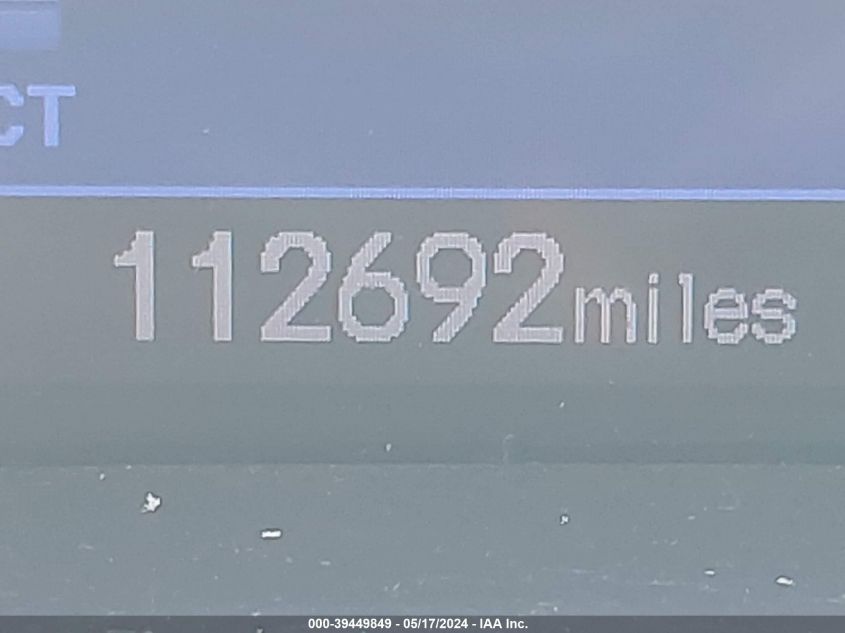 CT
112692miles
000-39449849 - 05/17/2024 - IAA Inc.